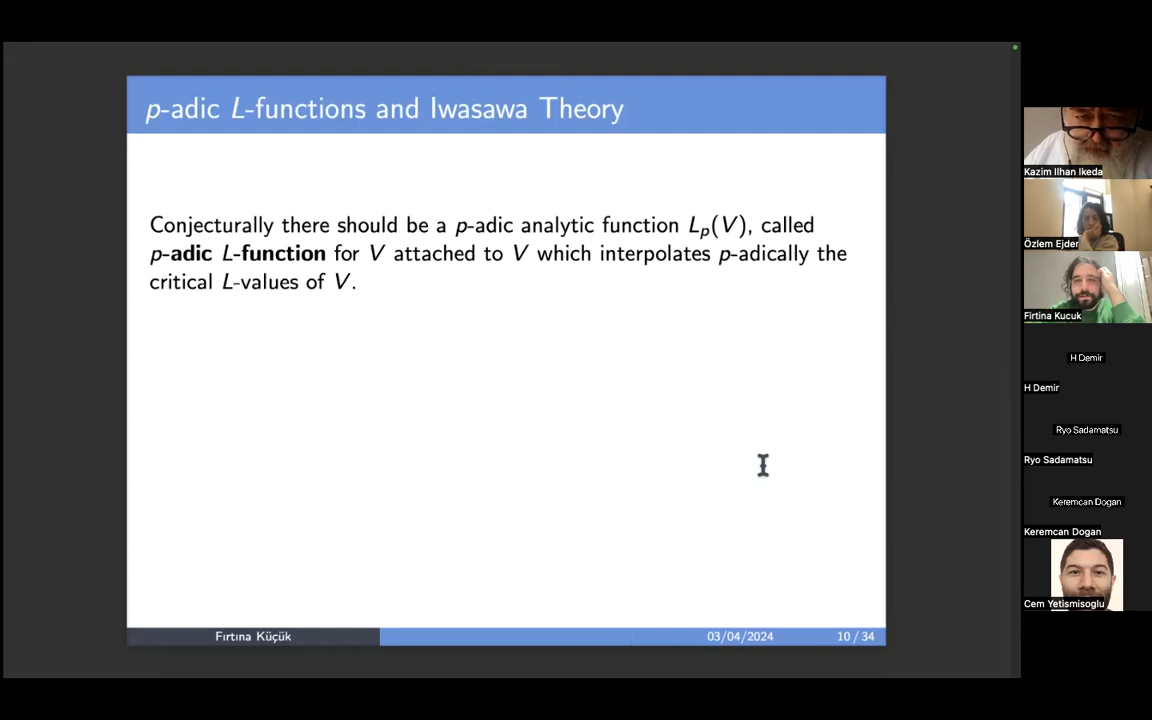 p-adic L-functions and Iwasawa Theory
Conjecturally there should be a p-adic analytic function Lₚ(V), called
p-adic L-function for V attached to V which interpolates p-adically the
critical L-values of V.
Fırtına Küçük
03/04/2024
10 / 34
Kazim Ilhan Ikeda
Özlem Ejder
Firtina Kucuk
H Demir
H Demir
Ryo Sadamatsu
Ryo Sadamatsu
Keremcan Dogan
Keremcan Dogan
Cem Yetismisoglu